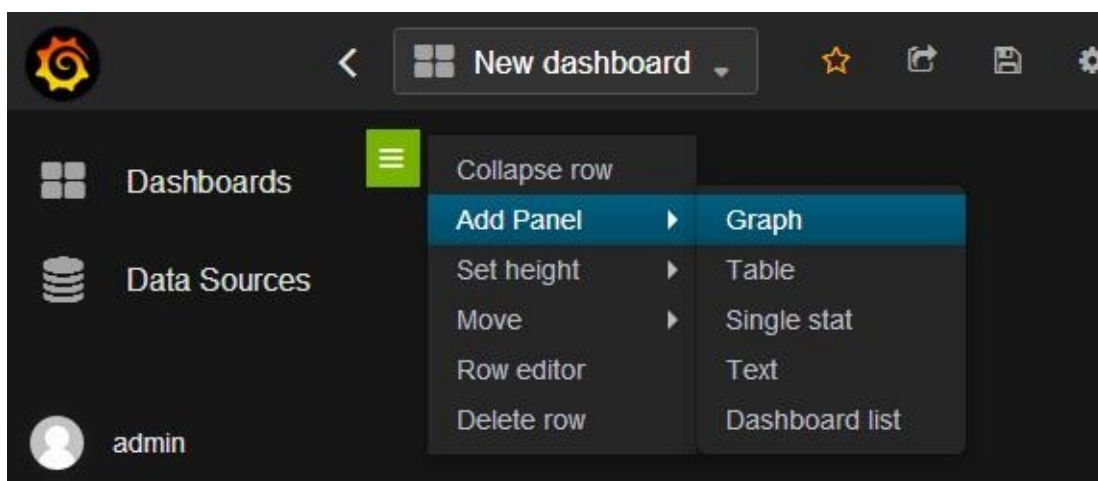 New dashboard
Dashboards
Data Sources
admin
Collapse row
Add Panel
Set height
Move
Row editor
Delete row
Graph
Table
Single stat
Text
Dashboard list